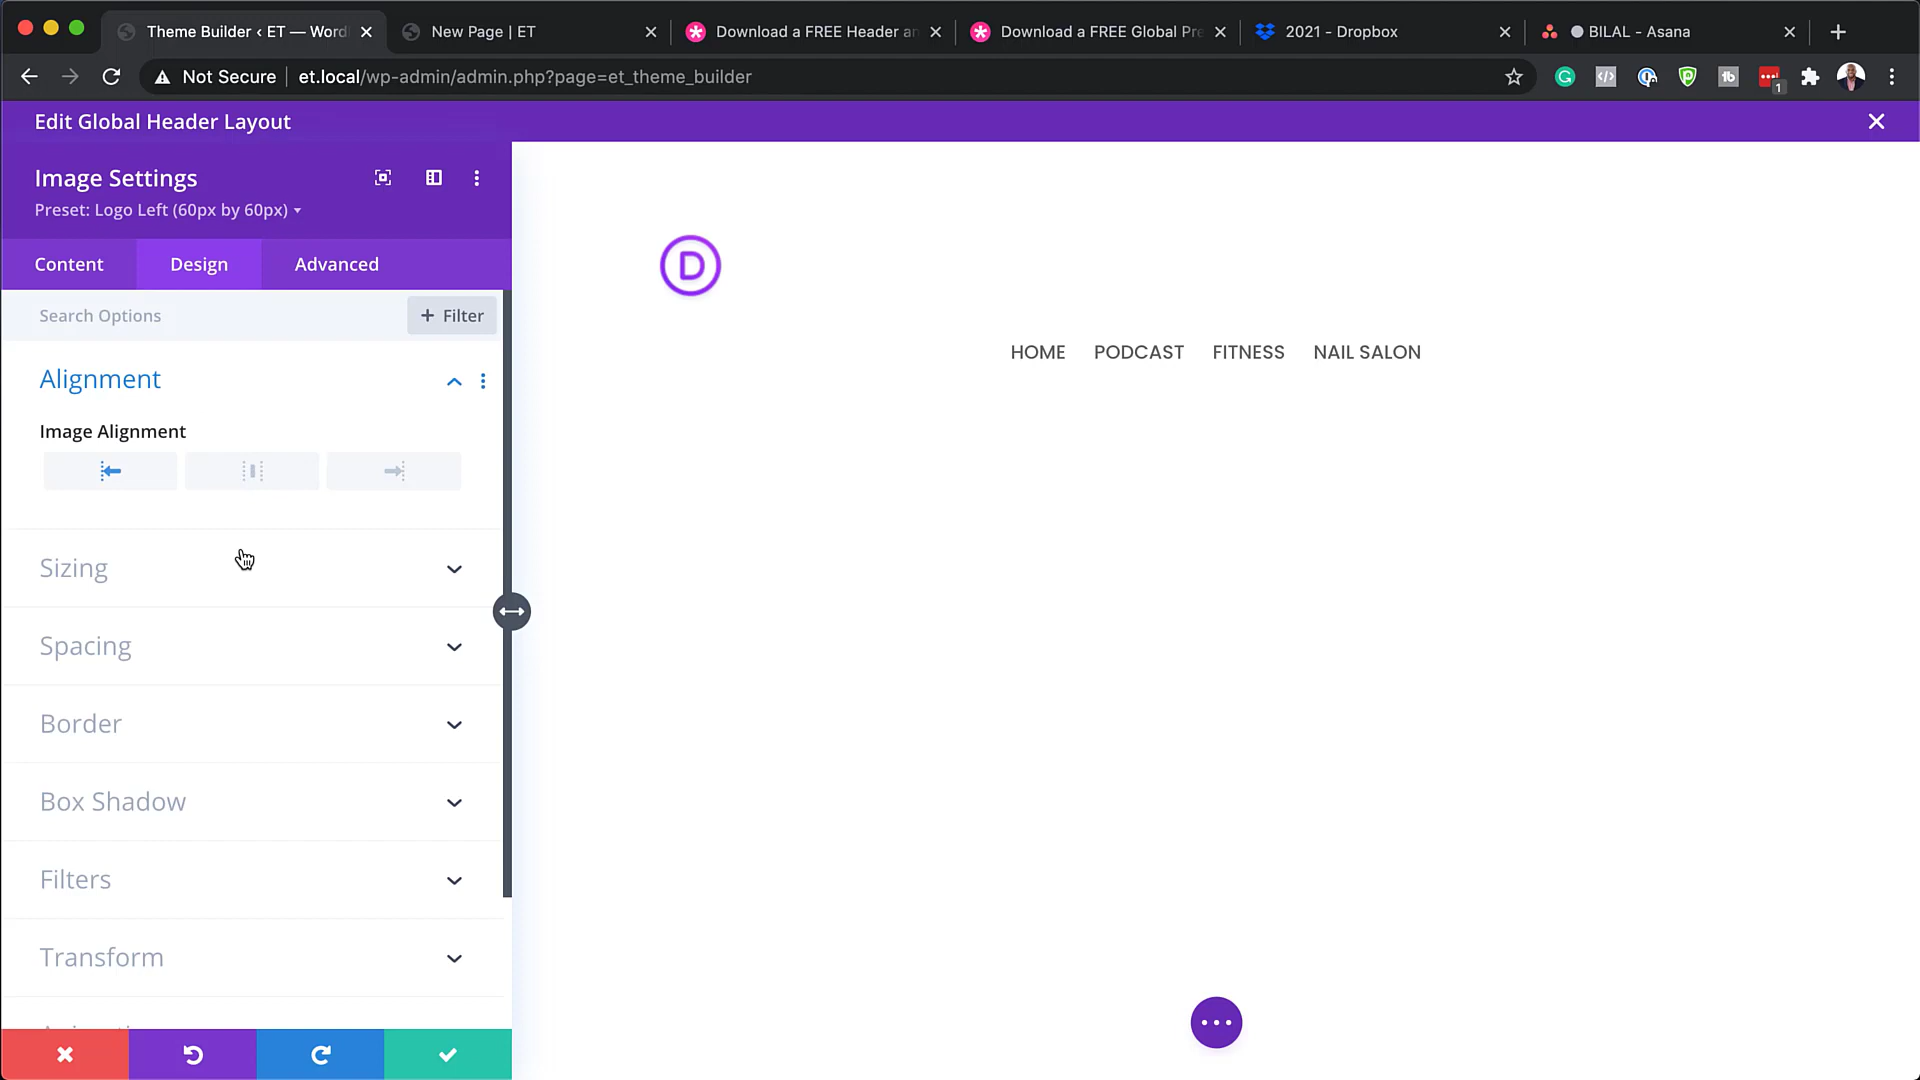 Theme Builder ‹ ET — Word
New Page | ET
Download a FREE Header an
Download a FREE Global Pre
2021 - Dropbox
BILAL - Asana
Not Secure
et.local/wp-admin/admin.php?page=et_theme_builder
1
Edit Global Header Layout
Image Settings
Preset: Logo Left (60px by 60px)
Content
Design
Advanced
Search Options
+ Filter
Alignment
Image Alignment
Sizing
Spacing
Border
Box Shadow
Filters
Transform
D
HOME PODCAST FITNESS NAIL SALON